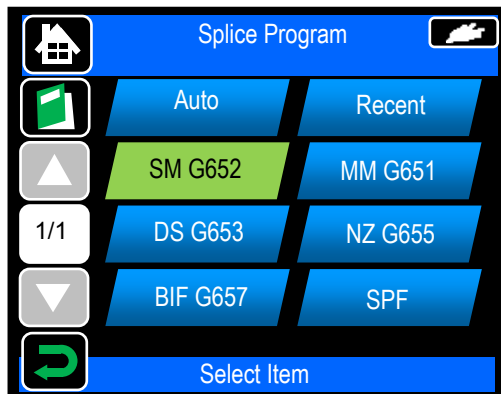 Splice Program
Auto
Recent
SM G652
MM G651
1/1
DS G653
NZ G655
BIF G657
SPF
Select Item